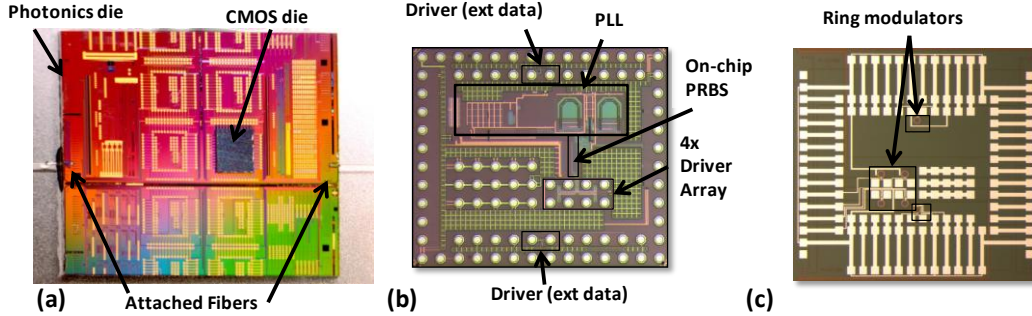 Photonics die
CMOS die
Attached Fibers
(a)
Driver (ext data)
PLL
On-chip
PRBS
4x
Driver
Array
Driver (ext data)
(b)
Ring modulators
(c)